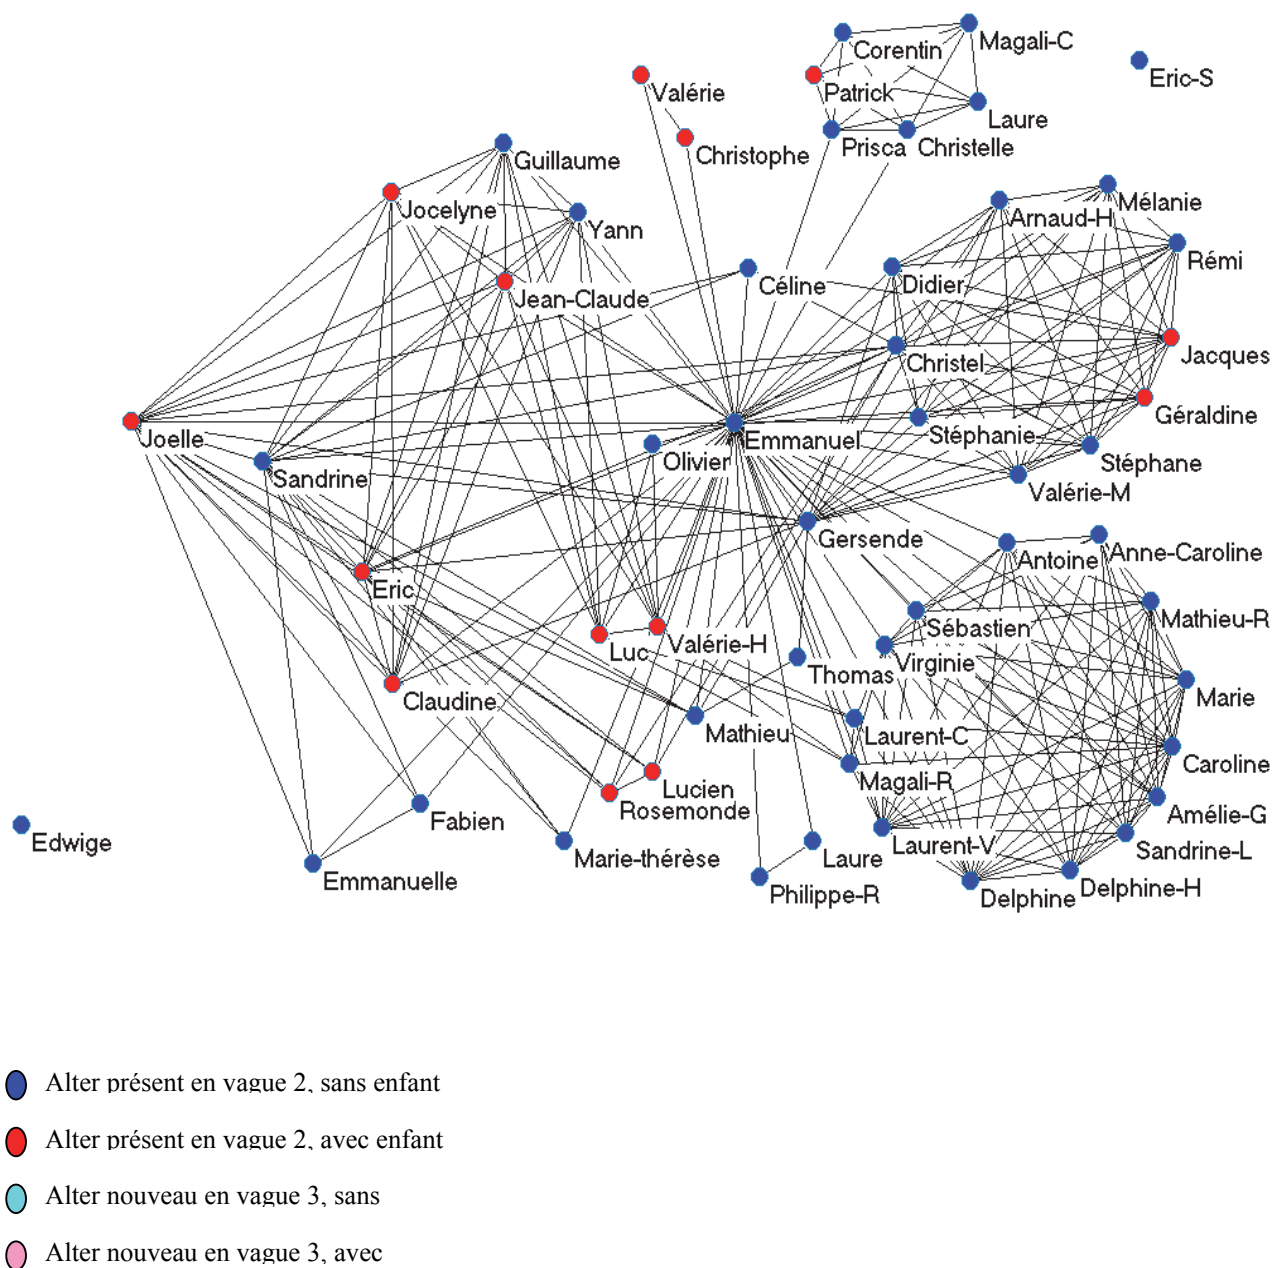 Magali-C
Corentin
Eric-S
Valérie
Patrick
Laure
Christophe
Prisca
Christelle
Guillaume
Mélanie
Jocelyne
Arnaud-H
Yann
Rémi
Céline
Didier
Jean-Claude
Jacques
Christel
Géraldine
Joelle
Emmanuel
Stéphanie
Olivier
Stéphane
Sandrine
Valérie-M
Gersende
Anne-Caroline
Antoine
Eric
Mathieu-R
Sébastien
Valérie-H
Luc
Virginie
Thomas
Marie
Claudine
Mathieu
Laurent-C
Caroline
Magali-R
Lucien
Rosemonde
Amélie-G
Fabien
Edwige
Laurent-V
Sandrine-L
Marie-thérèse
Laure
Emmanuelle
Philippe-R
Delphine
Delphine-H
Alter présent en vague 2, sans enfant
Alter présent en vague 2, avec enfant
Alter nouveau en vague 3, sans
Alter nouveau en vague 3, avec